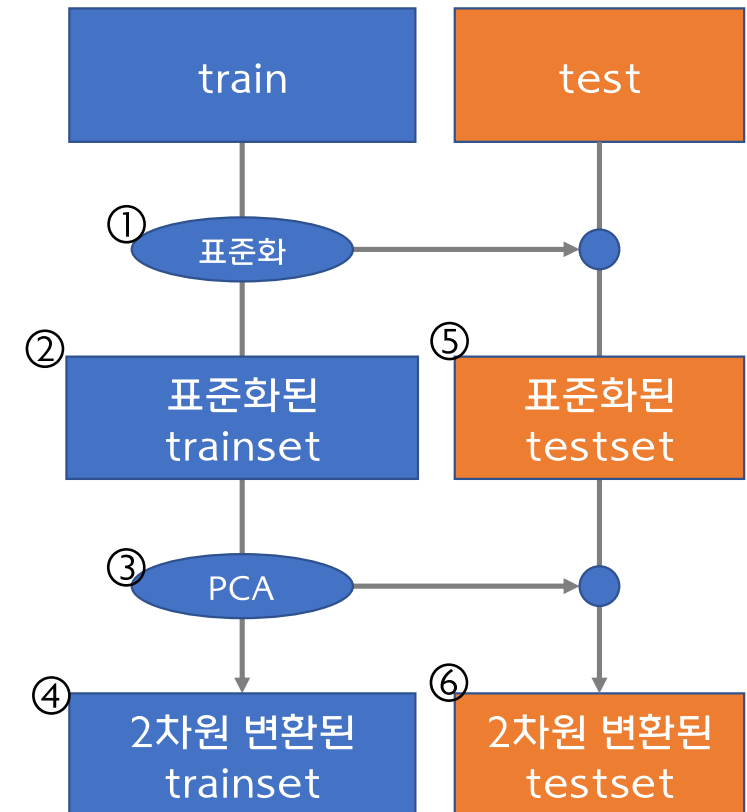 train
test
①
표준화
②
표준화된
trainset
⑤
표준화된
testset
③
PCA
④
2차원 변환된
trainset
⑥
2차원 변환된
testset